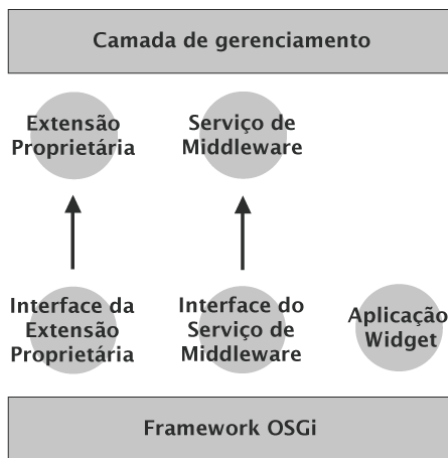 Camada de gerenciamento
Extensão
Proprietária
Serviço de
Middleware
Interface da
Extensão
Proprietária
Interface do
Serviço de
Middleware
Aplicação
Widget
Framework OSGi